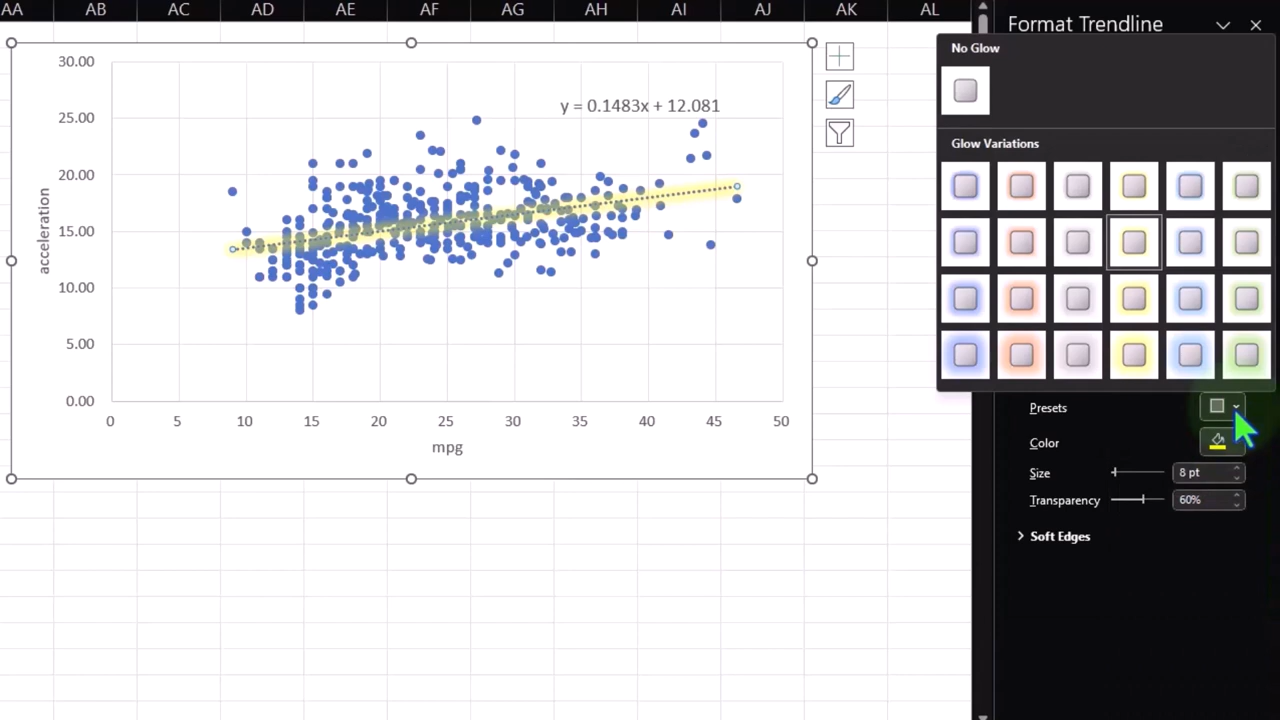 AA AB AC AD AE AF AG AH AI AJ AK AL
Format Trendline
No Glow
Glow Variations
y = 0.1483x + 12.081
30.00
25.00
20.00
15.00
10.00
5.00
0.00
acceleration
0 5 10 15 20 25 30 35 40 45 50
mpg
Presets
Color
Size 8 pt
Transparency 60%
Soft Edges